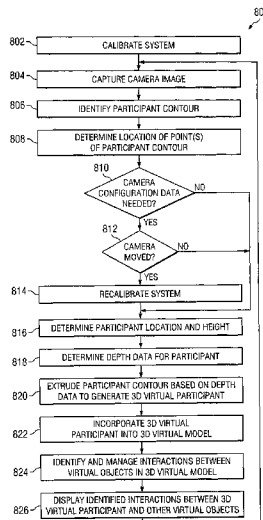 80
802
CALIBRATE SYSTEM
804
CAPTURE CAMERA IMAGE
806
IDENTIFY PARTICIPANT CONTOUR
808
DETERMINE LOCATION OF POINT(S)
OF PARTICIPANT CONTOUR
810
CAMERA
CONFIGURATION DATA
NEEDED?
NO
YES
812
CAMERA
MOVED?
NO
YES
814
RECALIBRATE SYSTEM
816
DETERMINE PARTICIPANT LOCATION AND HEIGHT
818
DETERMINE DEPTH DATA FOR PARTICIPANT
820
EXTRUDE PARTICIPANT CONTOUR BASED ON DEPTH
DATA TO GENERATE 3D VIRTUAL PARTICIPANT
822
INCORPORATE 3D VIRTUAL
PARTICIPANT INTO 3D VIRTUAL MODEL
824
IDENTIFY AND MANAGE INTERACTIONS BETWEEN
VIRTUAL OBJECTS IN 3D VIRTUAL MODEL
826
DISPLAY IDENTIFIED INTERACTIONS BETWEEN 3D
VIRTUAL PARTICIPANT AND OTHER VIRTUAL OBJECTS